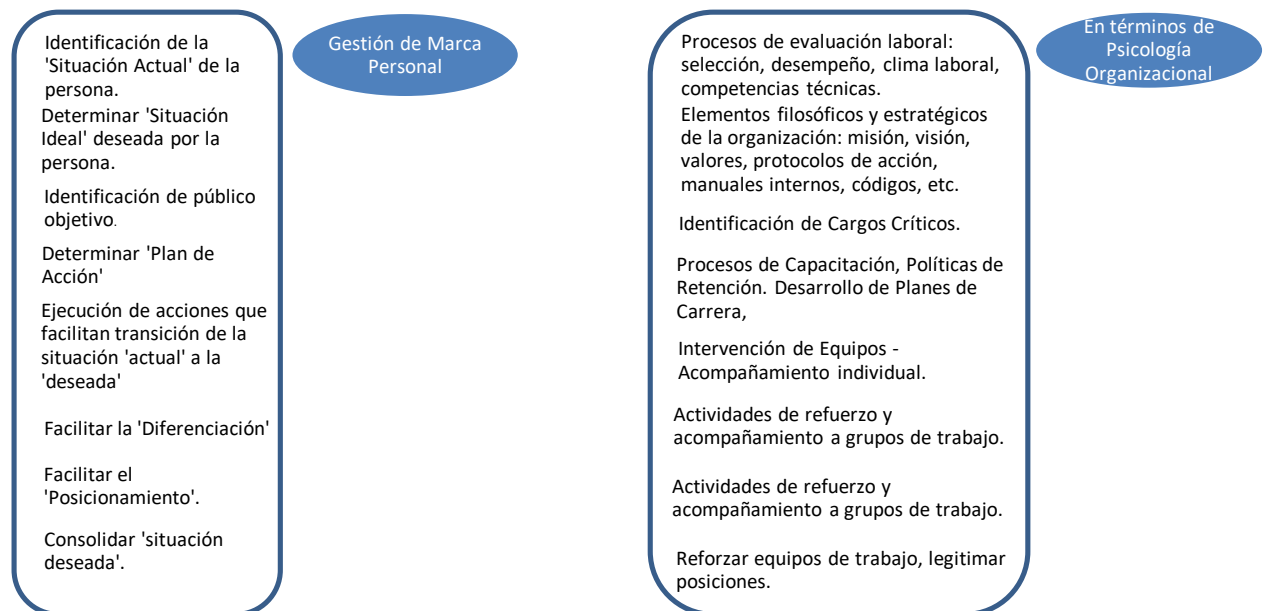 Identificación de la
'Situación Actual' de la
persona.
Determinar 'Situación
Ideal' deseada por la
persona.
Identificación de público
objetivo.
Determinar 'Plan de
Acción'
Ejecución de acciones que
facilitan transición de la
situación 'actual' a la
'deseada'
Facilitar la 'Diferenciación'
Facilitar el
'Posicionamiento'.
Consolidar 'situación
deseada'.
Gestión de Marca
Personal
Procesos de evaluación laboral:
selección, desempeño, clima laboral,
competencias técnicas.
Elementos filosóficos y estratégicos
de la organización: misión, visión,
valores, protocolos de acción,
manuales internos, códigos, etc.
Identificación de Cargos Críticos.
Procesos de Capacitación, Políticas de
Retención. Desarrollo de Planes de
Carrera,
Intervención de Equipos -
Acompañamiento individual.
Actividades de refuerzo y
acompañamiento a grupos de trabajo.
Actividades de refuerzo y
acompañamiento a grupos de trabajo.
Reforzar equipos de trabajo, legitimar
posiciones.
En términos de
Psicología
Organizacional